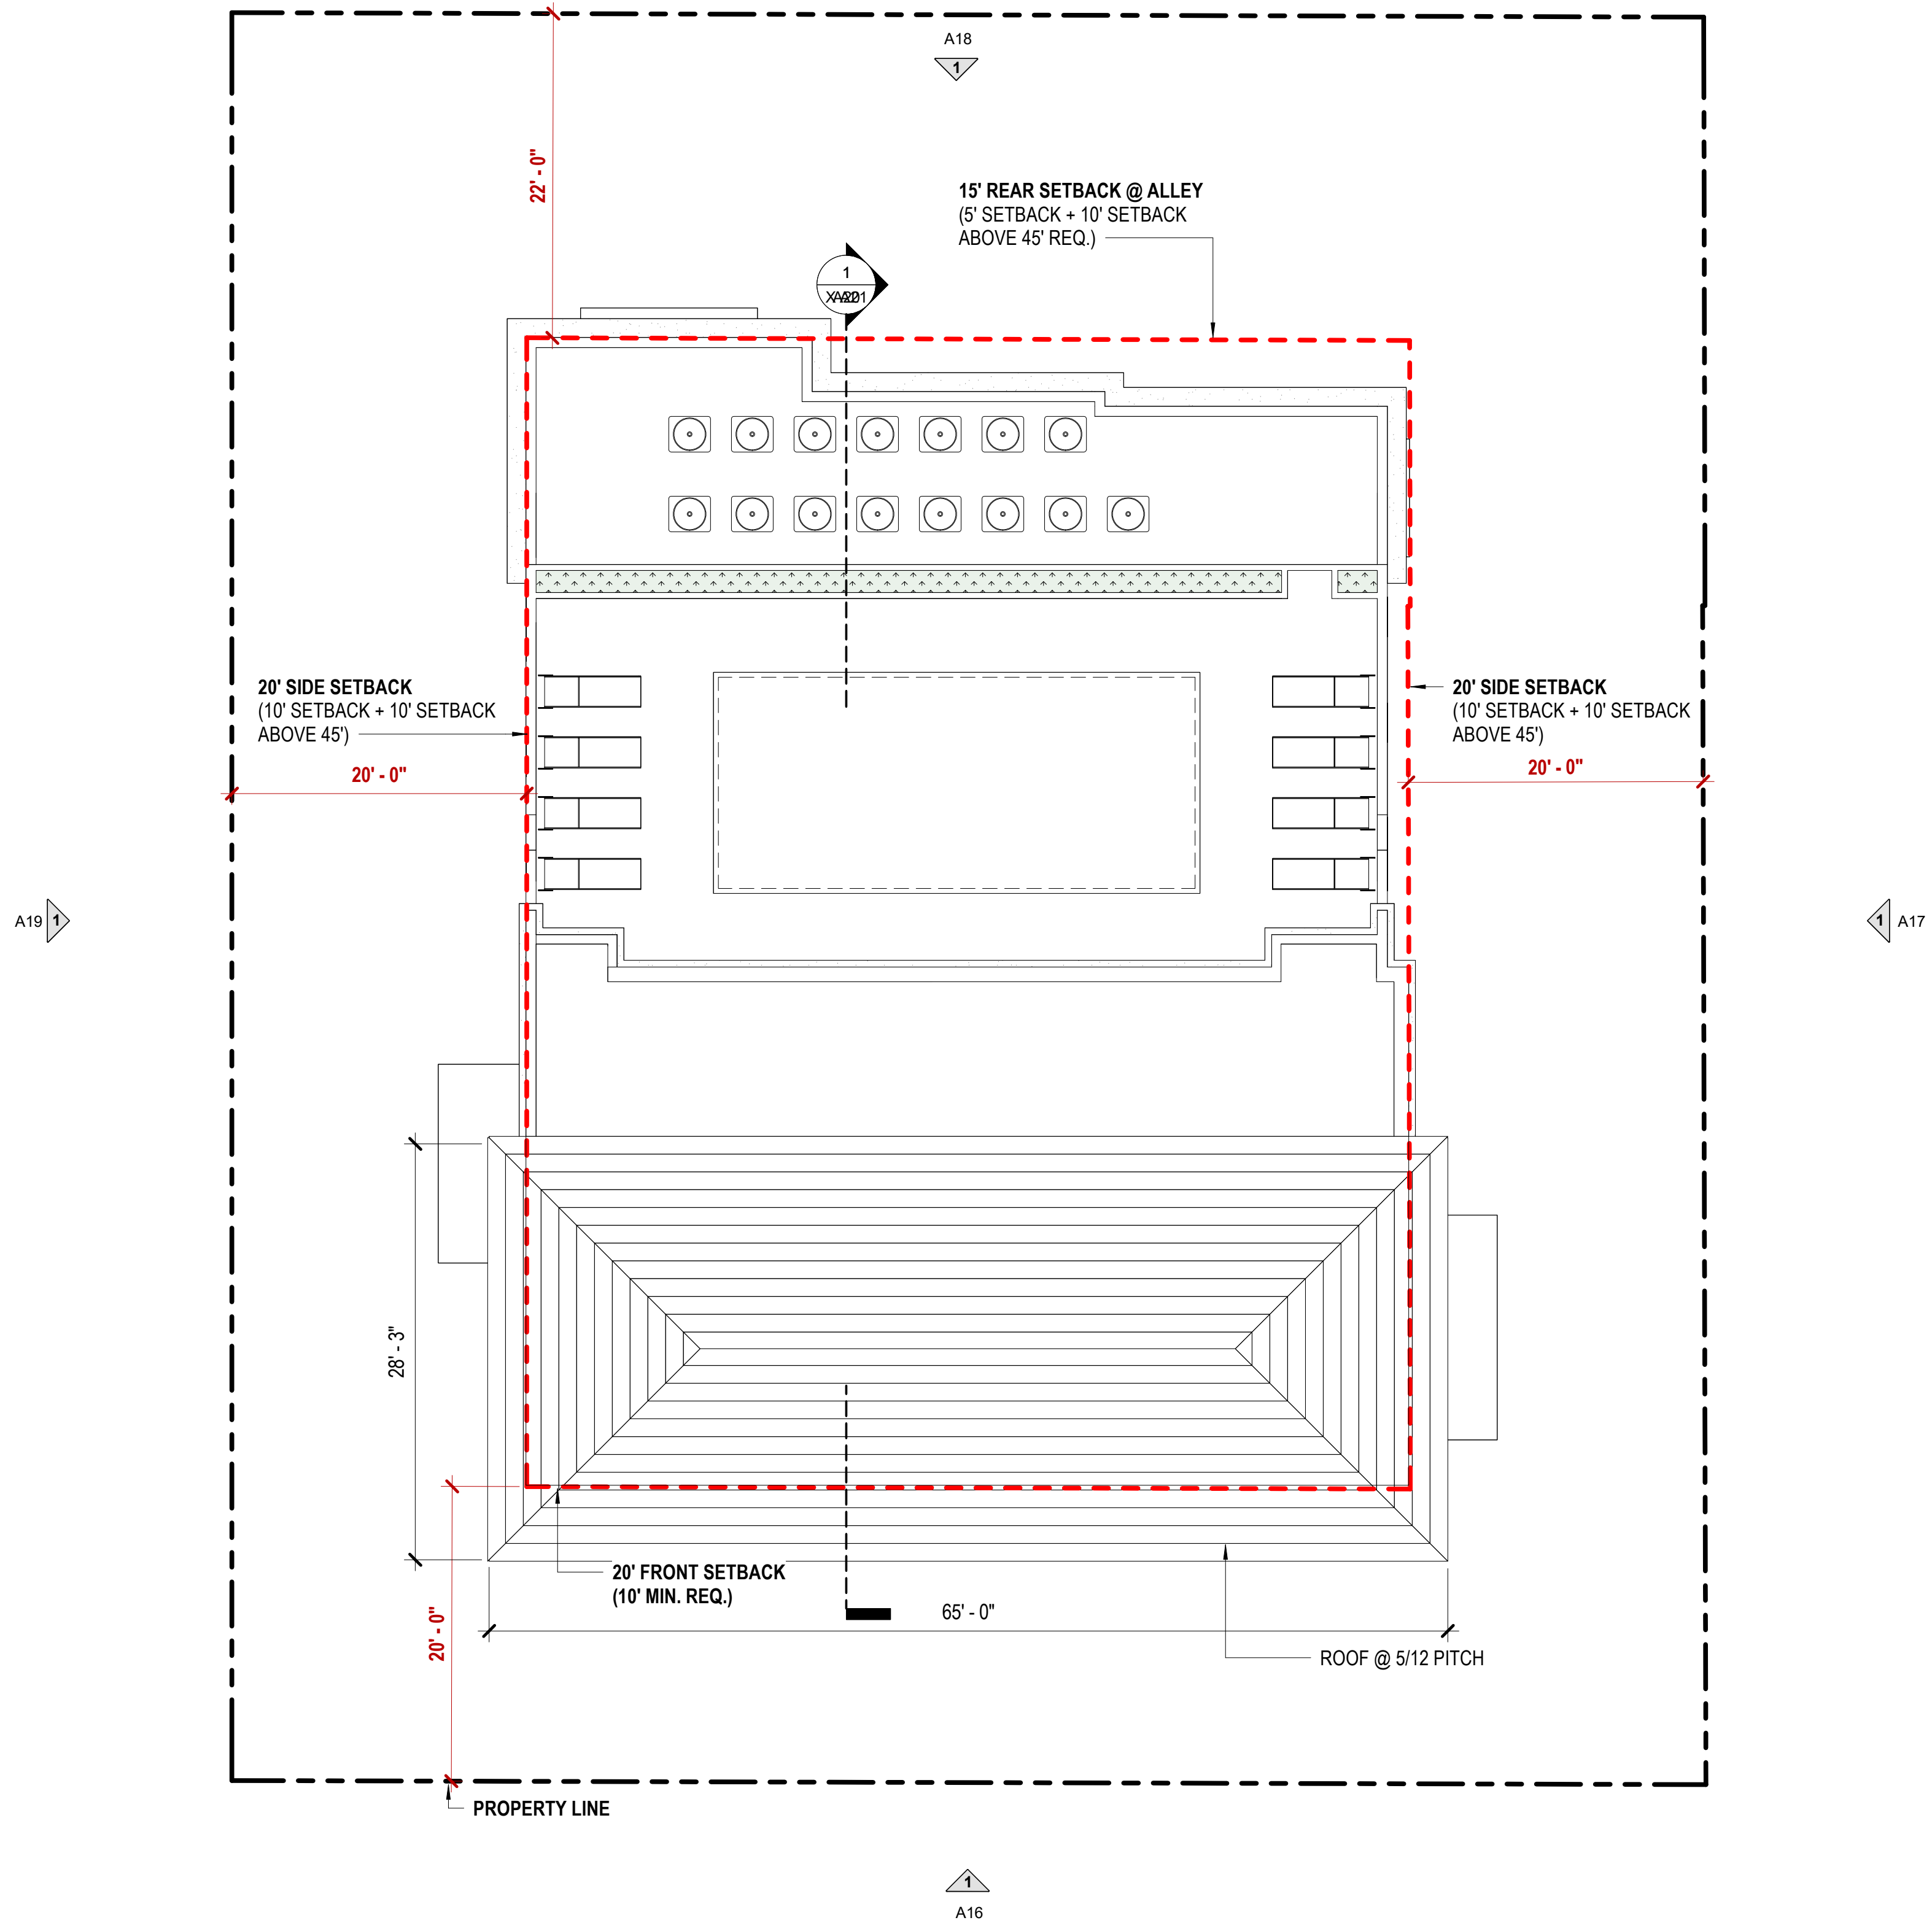 A18
1
22' - 0"
15' REAR SETBACK @ ALLEY
(5' SETBACK + 10' SETBACK
ABOVE 45' REQ.)
1
20' SIDE SETBACK
(10' SETBACK + 10' SETBACK
ABOVE 45')
20' - 0"
20' SIDE SETBACK
(10' SETBACK + 10' SETBACK
ABOVE 45')
20' - 0"
A19
1
1
A17
28' - 3"
20' FRONT SETBACK
(10' MIN. REQ.)
65' - 0"
20' - 0"
ROOF @ 5/12 PITCH
PROPERTY LINE
1
A16